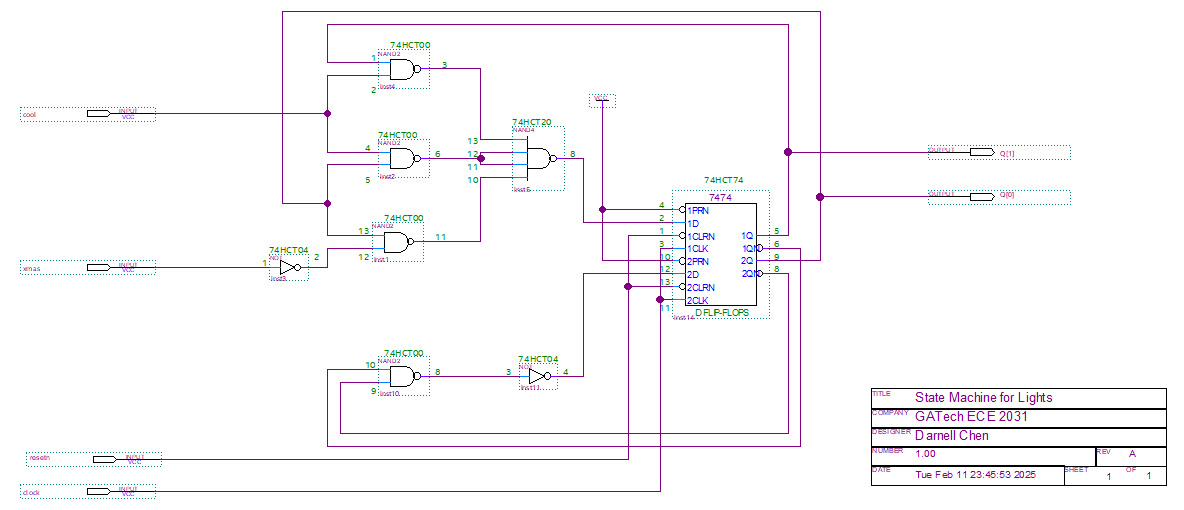 74HCT00
NAND2
1
3
2
inst4
cool
INPUT
VCC
VCC
74HCT00
NAND2
4
6
5
inst2
74HCT20
NAND4
13
12
11
10
8
inst5
OUTPUT
Q[1]
OUTPUT
Q[0]
74HCT74
7474
4
1PRN
2
1D
1
1CLRN
3
1CLK
10
2PRN
12
2D
13
2CLRN
11
2CLK
1Q
5
1QN
6
2Q
9
2QN
8
DFLIP-FLOPS
inst14
74HCT00
NAND2
13
11
12
inst1
xmas
INPUT
VCC
74HCT04
NOT
1
2
inst3
74HCT00
NAND2
10
8
9
inst10
74HCT04
NOT
3
4
inst11
resetn
INPUT
VCC
clock
INPUT
VCC
TITLE State Machine for Lights
COMPANY GATech ECE 2031
DESIGNER Darnell Chen
NUMBER 1.00 REV A
DATE Tue Feb 11 23:45:53 2025 SHEET 1 OF 1